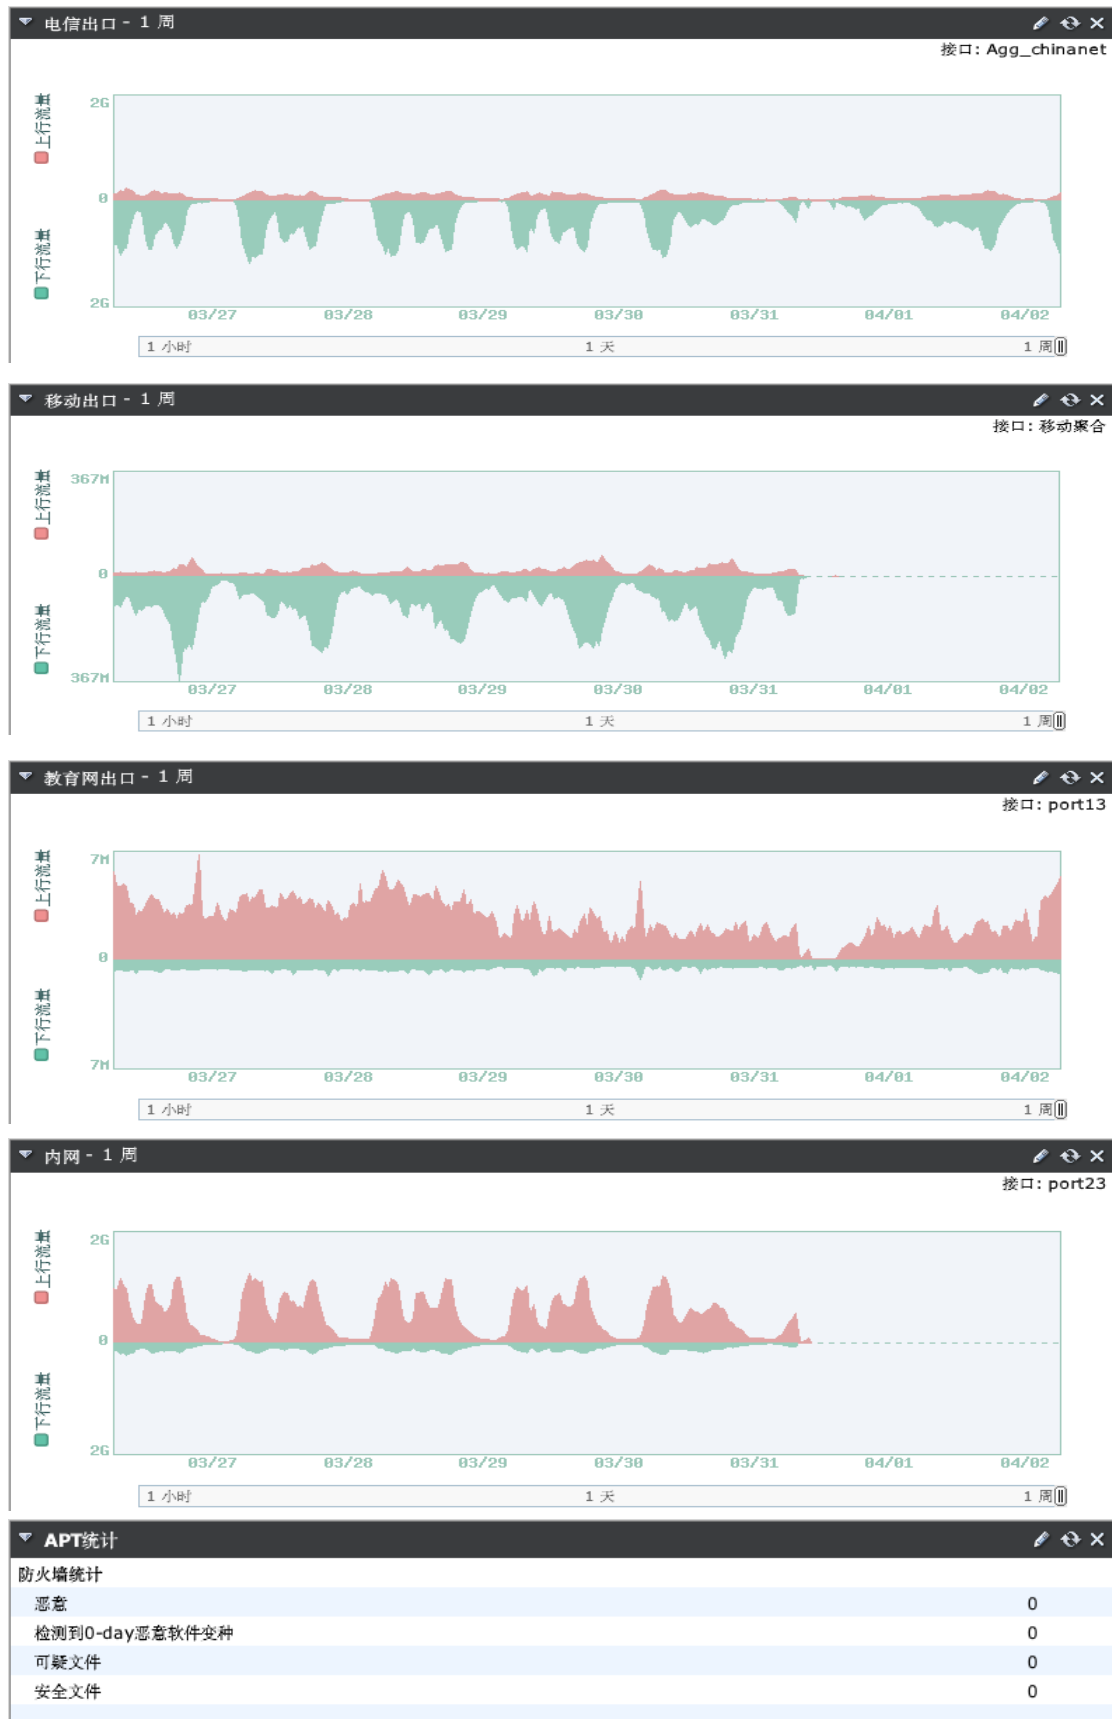 电信出口 - 1 周
接口: Agg_chinanet
上行流量
下行流量
2G
0
2G
03/27 03/28 03/29 03/30 03/31 04/01 04/02
1 小时 1 天 1 周
移动出口 - 1 周
接口: 移动聚合
上行流量
下行流量
367M
0
367M
03/27 03/28 03/29 03/30 03/31 04/01 04/02
1 小时 1 天 1 周
教育网出口 - 1 周
接口: port13
上行流量
下行流量
7M
0
7M
03/27 03/28 03/29 03/30 03/31 04/01 04/02
1 小时 1 天 1 周
内网 - 1 周
接口: port23
上行流量
下行流量
2G
0
2G
03/27 03/28 03/29 03/30 03/31 04/01 04/02
1 小时 1 天 1 周
APT统计
防火墙统计
恶意 0
检测到0-day恶意软件变种 0
可疑文件 0
安全文件 0